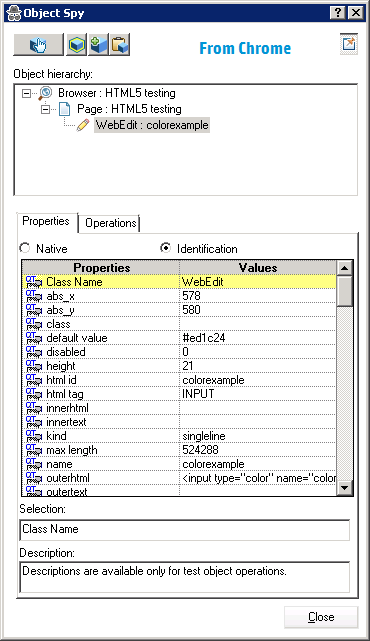 Object Spy
From Chrome
Object hierarchy:
Browser : HTML5 testing
Page : HTML5 testing
WebEdit : colorexample
Properties Operations
Native Identification
Properties Values
Class Name WebEdit
abs_x 578
abs_y 580
class
default value #ed1c24
disabled 0
height 21
html id colorexample
html tag INPUT
innerhtml
innertext
kind singleline
max length 524288
name colorexample
outerhtml <input type="color" name="color
outertext
Selection:
Class Name
Description:
Descriptions are available only for test object operations.
Close